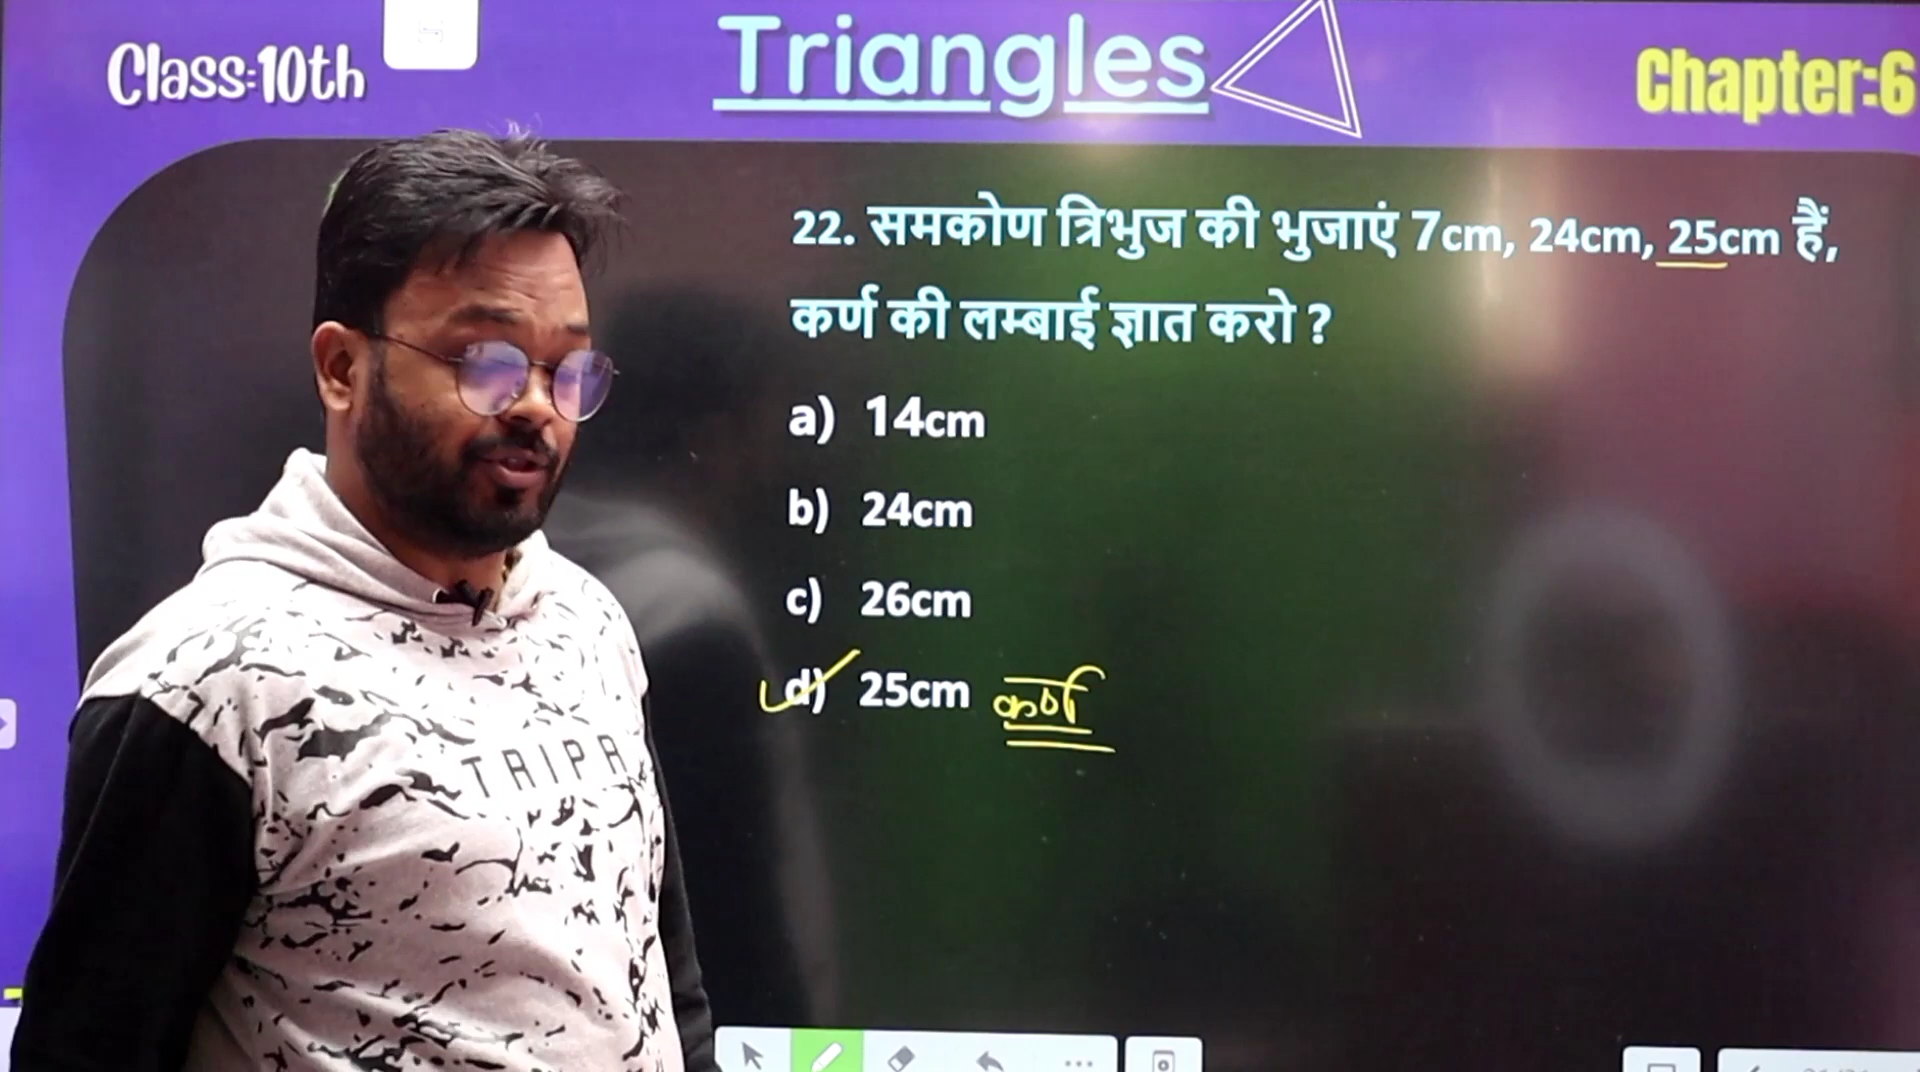 Class:10th
Triangles
Chapter:6
22. समकोण त्रिभुज की भुजाएं 7cm, 24cm, 25cm हैं,
कर्ण की लम्बाई ज्ञात करो ?
a) 14cm
b) 24cm
c) 26cm
d) 25cm कर्ण
TRIPR